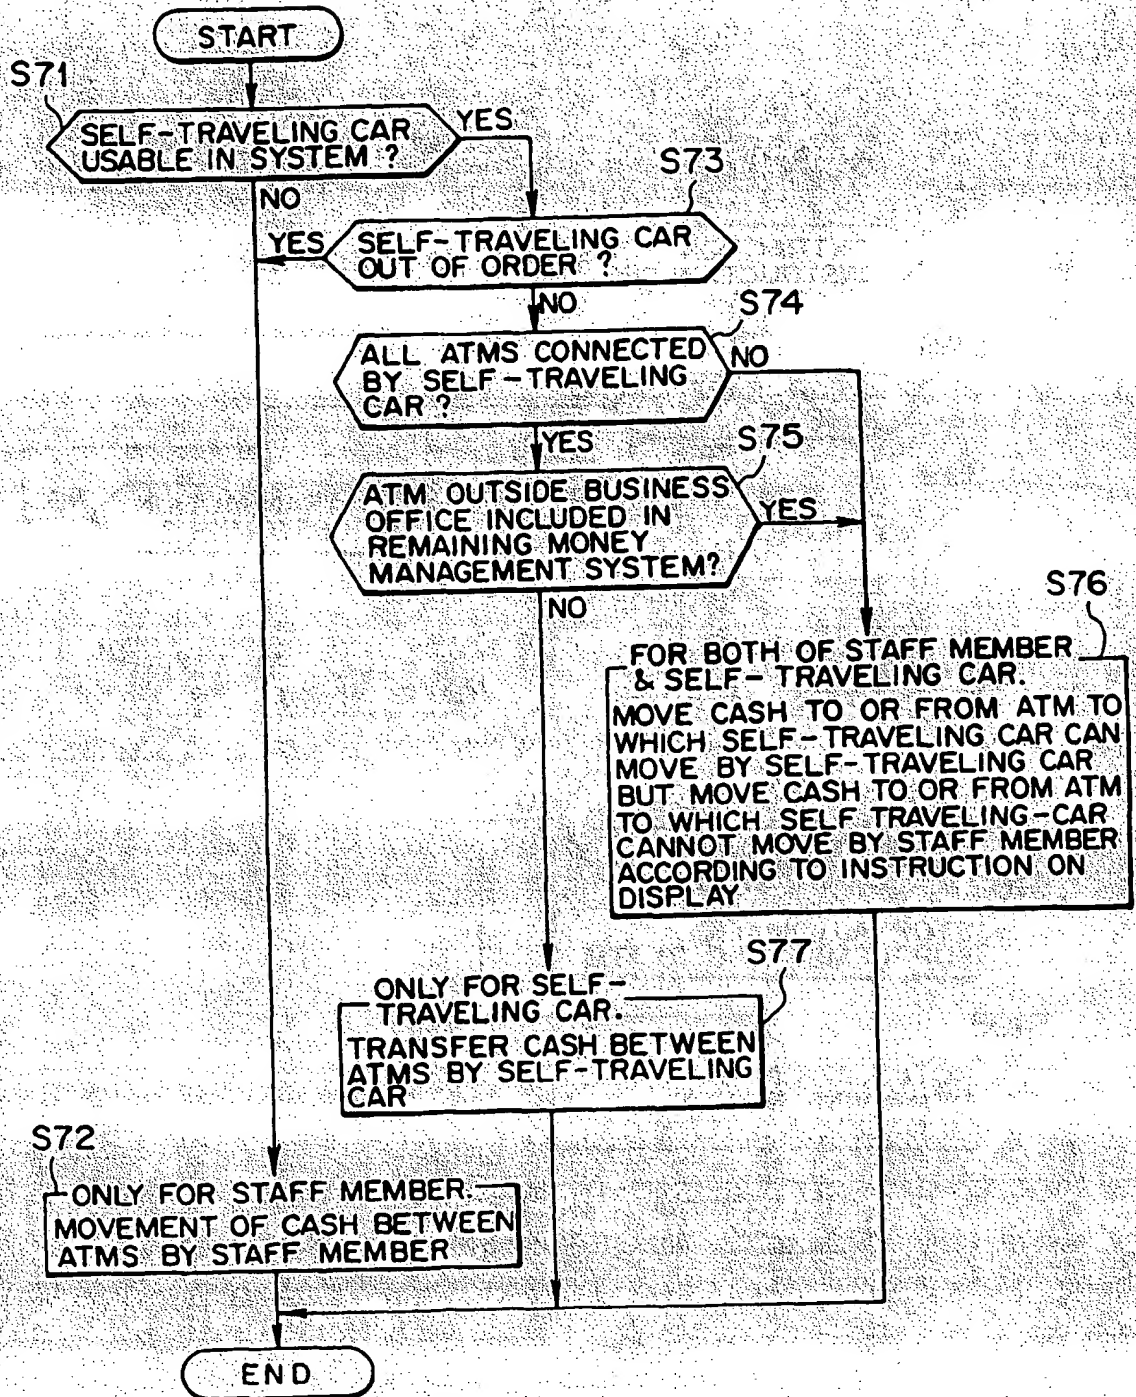 START
S71
SELF-TRAVELING CAR
USABLE IN SYSTEM ?
YES
NO
S73
SELF-TRAVELING CAR
OUT OF ORDER ?
YES
NO
S74
ALL ATMS CONNECTED
BY SELF-TRAVELING
CAR ?
NO
YES
S75
ATM OUTSIDE BUSINESS
OFFICE INCLUDED IN
REMAINING MONEY
MANAGEMENT SYSTEM?
YES
NO
S76
FOR BOTH OF STAFF MEMBER
& SELF- TRAVELING CAR.
MOVE CASH TO OR FROM ATM TO
WHICH SELF-TRAVELING CAR CAN
MOVE BY SELF-TRAVELING CAR
BUT MOVE CASH TO OR FROM ATM
TO WHICH SELF TRAVELING-CAR
CANNOT MOVE BY STAFF MEMBER
ACCORDING TO INSTRUCTION ON
DISPLAY
S77
ONLY FOR SELF-
TRAVELING CAR.
TRANSFER CASH BETWEEN
ATMS BY SELF-TRAVELING
CAR
S72
ONLY FOR STAFF MEMBER.
MOVEMENT OF CASH BETWEEN
ATMS BY STAFF MEMBER
END